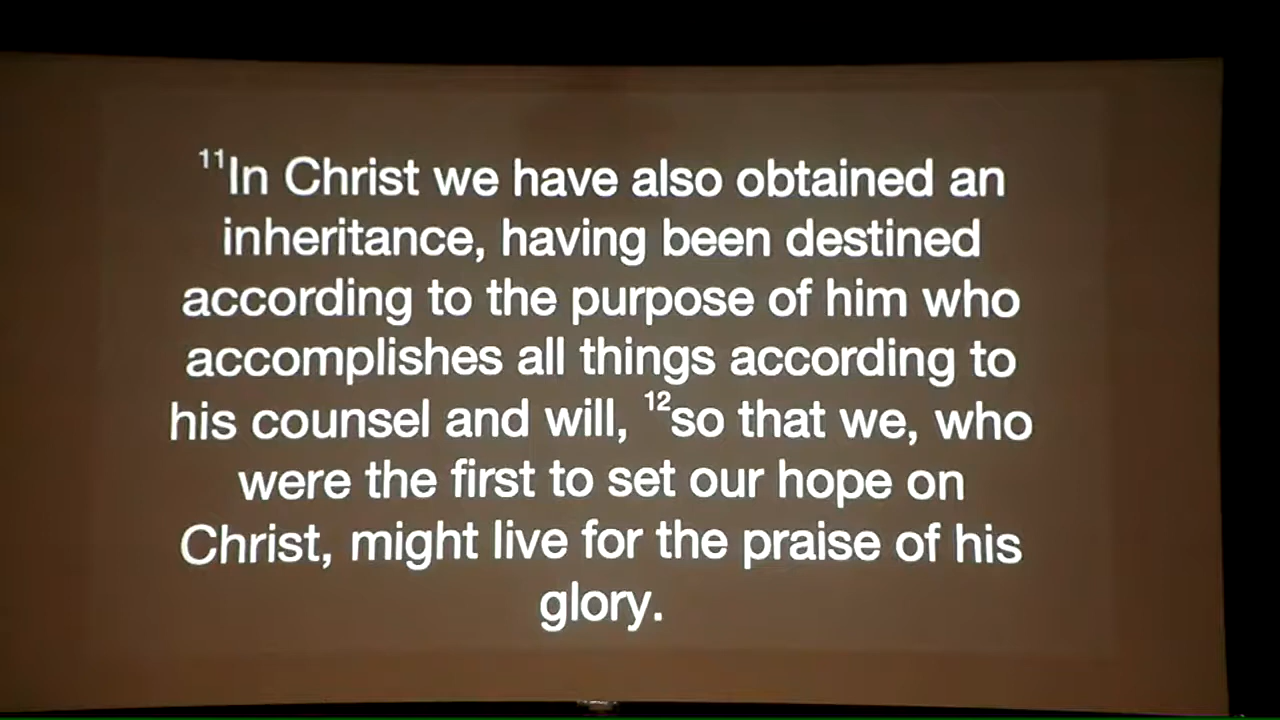 ¹¹In Christ we have also obtained an
inheritance, having been destined
according to the purpose of him who
accomplishes all things according to
his counsel and will, ¹²so that we, who
were the first to set our hope on
Christ, might live for the praise of his
glory.